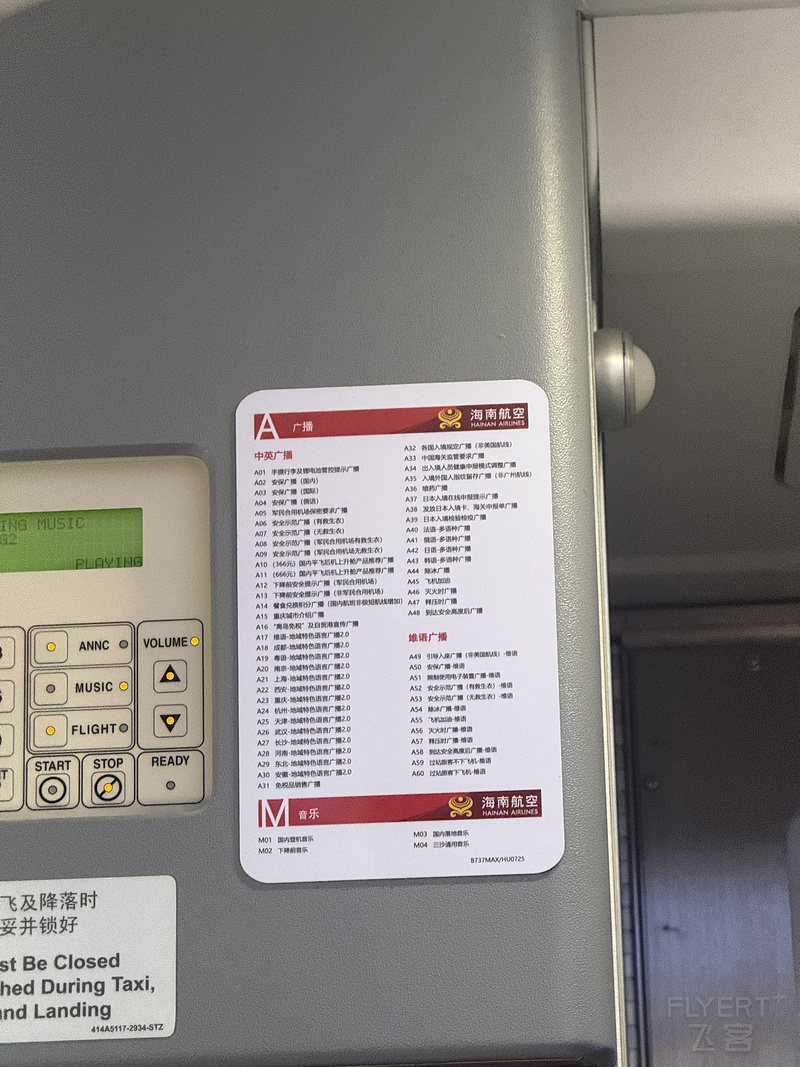 A 广播
海南航空
HAINAN AIRLINES
中英广播
A01 手提行李及锂电池管控提示广播
A02 安保广播（国内）
A03 安保广播（国际）
A04 安保广播（俄语）
A05 军民合用机场保密要求广播
A06 安全示范广播（有救生衣）
A07 安全示范广播（无救生衣）
A08 安全示范广播（军民合用机场有救生衣）
A09 安全示范广播（军民合用机场无救生衣）
A10 (366元）国内平飞后机上升舱产品推荐广播
A11 (666元）国内平飞后机上升舱产品推荐广播
A12 下降前安全提示广播（军民合用机场）
A13 下降前安全提示广播（非军民合用机场）
A14 餐食兑换积分广播（国内航班非极短航线增加）
A15 重庆城市介绍广播
A16 “离岛免税”及自贸港宣传广播
A17 维语-地域特色语言广播2.0
A18 成都-地域特色语言广播2.0
A19 粤语-地域特色语言广播2.0
A20 南京-地域特色语言广播2.0
A21 上海-地域特色语言广播2.0
A22 西安-地域特色语言广播2.0
A23 重庆-地域特色语言广播2.0
A24 杭州-地域特色语言广播2.0
A25 天津-地域特色语言广播2.0
A26 武汉-地域特色语言广播2.0
A27 长沙-地域特色语言广播2.0
A28 河南-地域特色语言广播2.0
A29 东北-地域特色语言广播2.0
A30 安徽-地域特色语言广播2.0
A31 免税品销售广播
A32 各国入境规定广播（非美国航线）
A33 中国海关监管要求广播
A34 出入境人员健康申报模式调整广播
A35 入境外国人指纹留存广播（非广州航线）
A36 喷药广播
A37 日本入境在线申报提示广播
A38 发放日本入境卡、海关申报单广播
A39 日本入境检验检疫广播
A40 法语-多语种广播
A41 俄语-多语种广播
A42 日语-多语种广播
A43 韩语-多语种广播
A44 除冰广播
A45 飞机加油
A46 灭火时广播
A47 释压时广播
A48 到达安全高度后广播
维语广播
A49 引导入座广播（非美国航线）-维语
A50 安保广播-维语
A51 限制使用电子装置广播-维语
A52 安全示范广播（有救生衣）-维语
A53 安全示范广播（无救生衣）-维语
A54 除冰广播-维语
A55 飞机加油-维语
A56 灭火时广播-维语
A57 释压时广播-维语
A58 到达安全高度后广播-维语
A59 过站旅客不下飞机-维语
A60 过站旅客下飞机-维语
M 音乐
海南航空
HAINAN AIRLINES
M01 国内登机音乐
M02 下降前音乐
M03 国内落地音乐
M04 三沙通用音乐
B737MAX/HU0725
ING MUSIC
G2
PLAYING
ANNC
MUSIC
FLIGHT
VOLUME
START
STOP
READY
飞及降落时
妥并锁好
st Be Closed
hed During Taxi,
and Landing
414A5117-2934-STZ
FLYERT+
飞客